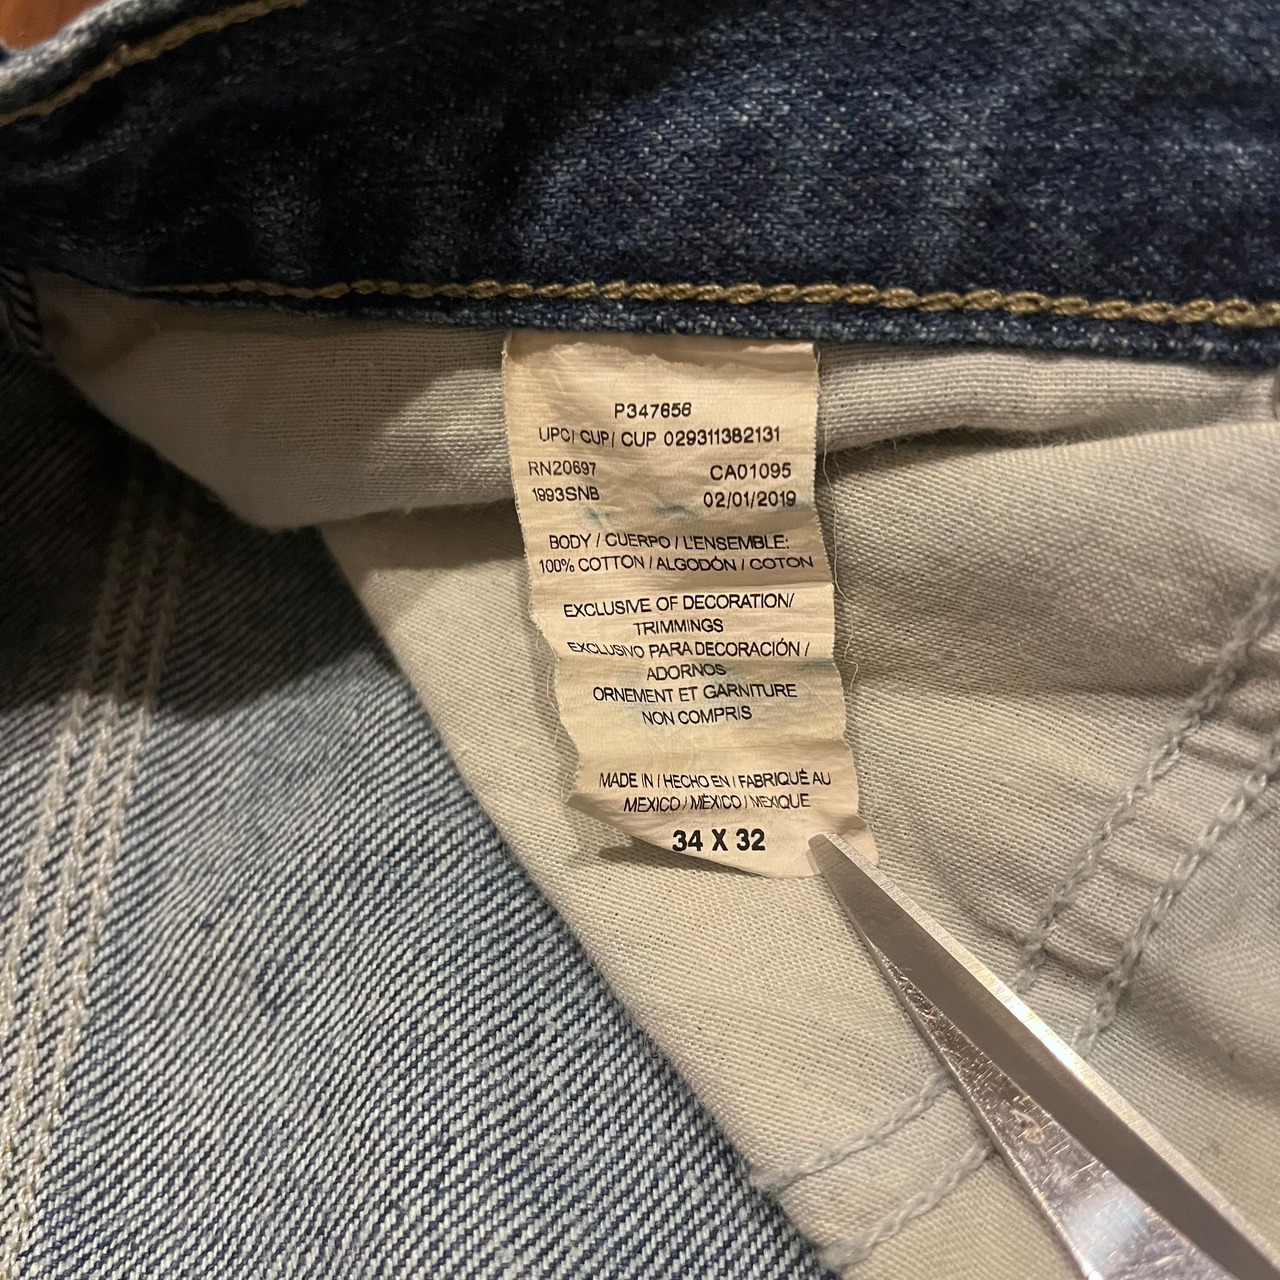 P347656
UPC/ CUP/ CUP 029311382131
RN20697 CA01095
1993SNB 02/01/2019
BODY / CUERPO / L'ENSEMBLE:
100% COTTON / ALGODÓN / COTON
EXCLUSIVE OF DECORATION/
TRIMMINGS
EXCLUSIVO PARA DECORACIÓN /
ADORNOS
ORNEMENT ET GARNITURE
NON COMPRIS
MADE IN / HECHO EN / FABRIQUÉ AU
MEXICO / MÉXICO / MEXIQUE
34 X 32